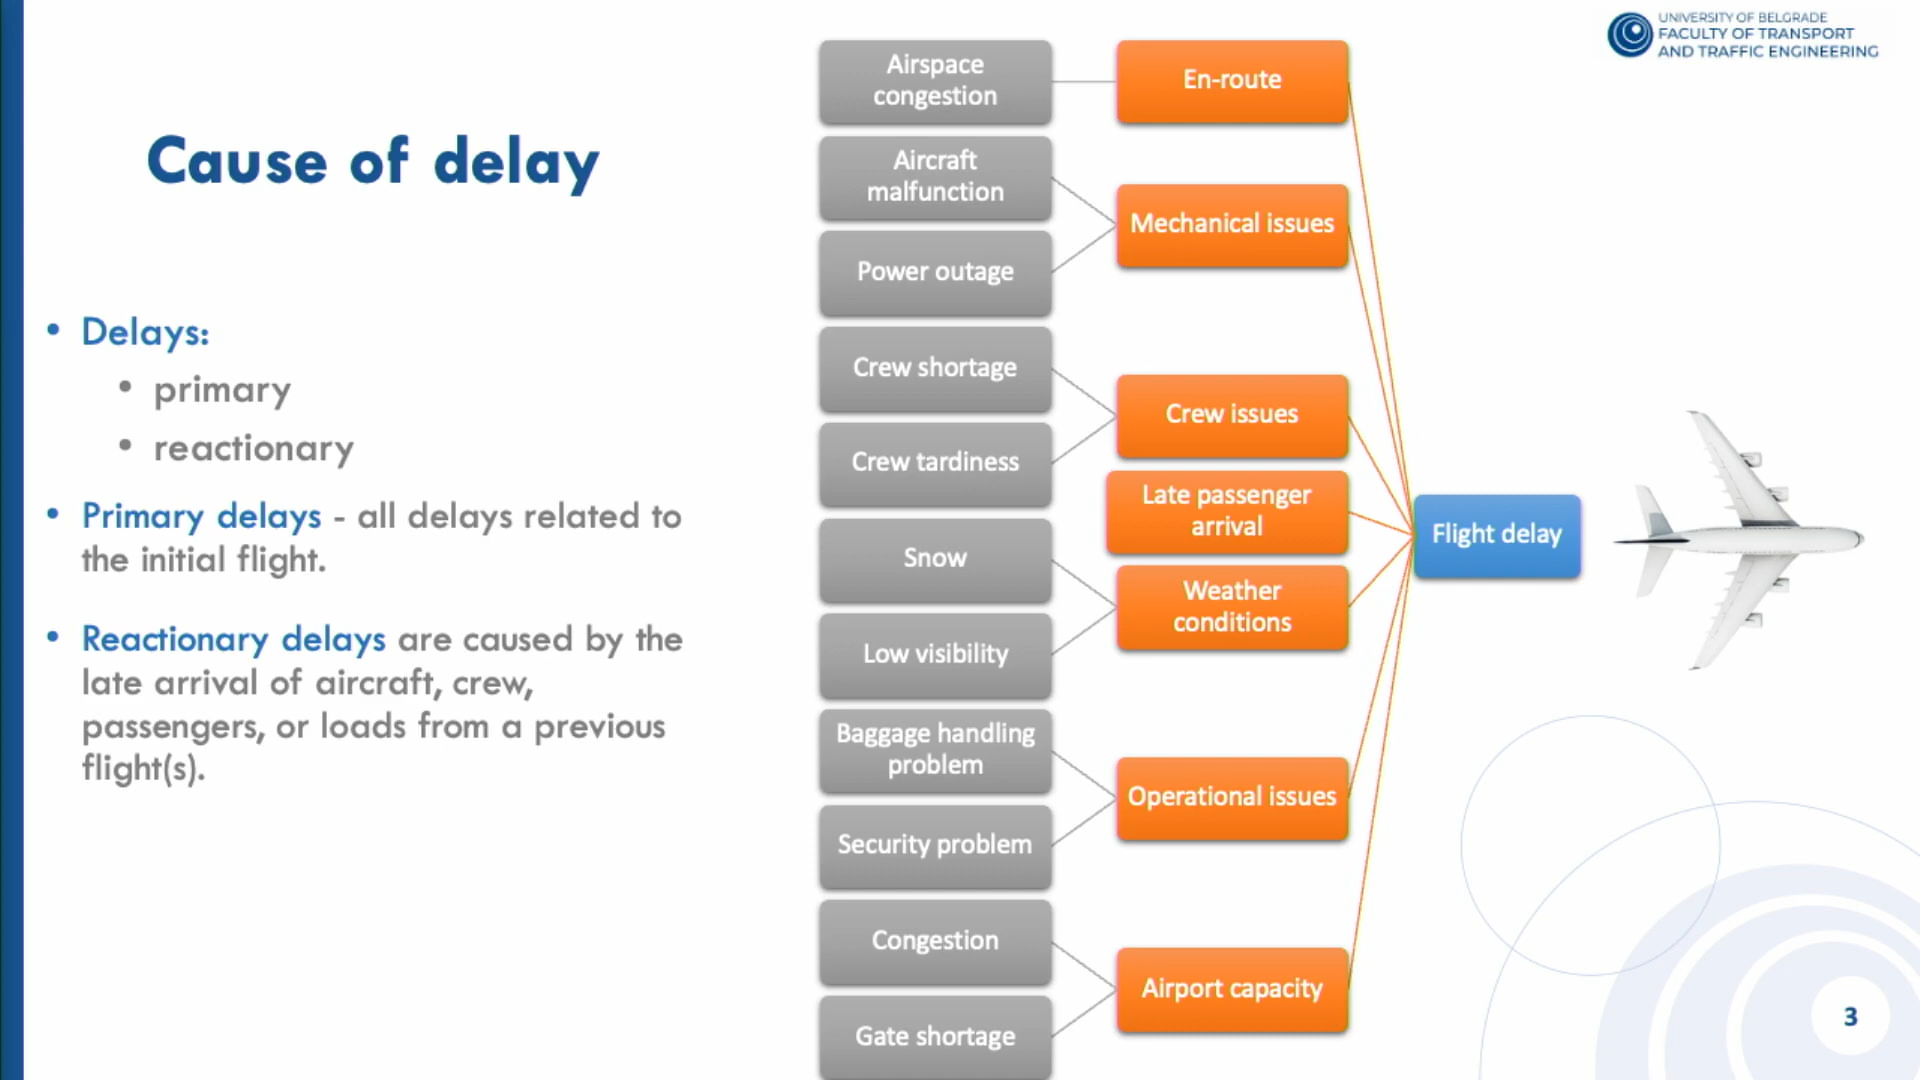 UNIVERSITY OF BELGRADE
FACULTY OF TRANSPORT
AND TRAFFIC ENGINEERING
Cause of delay
• Delays:
• primary
• reactionary
• Primary delays - all delays related to
the initial flight.
• Reactionary delays are caused by the
late arrival of aircraft, crew,
passengers, or loads from a previous
flight(s).
Airspace
congestion
Aircraft
malfunction
Power outage
Crew shortage
Crew tardiness
Snow
Low visibility
Baggage handling
problem
Security problem
Congestion
Gate shortage
En-route
Mechanical issues
Crew issues
Late passenger
arrival
Weather
conditions
Operational issues
Airport capacity
Flight delay
3